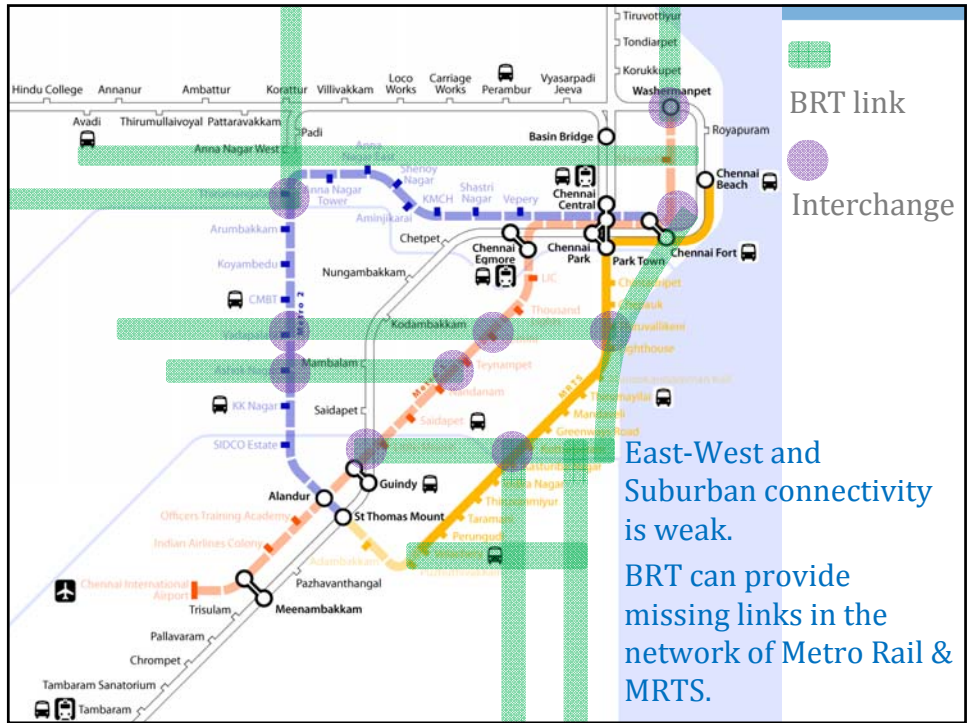 Tiruvottiyur
Tondiarpet
Korukkupet
Washermanpet
Hindu College
Annanur
Ambattur
Korattur
Villivakkam
Loco
Works
Carriage
Works
Perambur
Vyasarpadi
Jeeva
Avadi
Thirumullaivoyal
Pattaravakkam
Padi
Basin Bridge
Royapuram
Anna Nagar West
Anna
Nagar East
Shenoy
Nagar
Anna Nagar
Tower
Aminjikarai
KMCH
Shastri
Nagar
Vepery
Chennai
Central
Chennai
Beach
Arumbakkam
Koyambedu
CMBT
Metro 2
Vadapalani
Ashok Nagar
KK Nagar
SIDCO Estate
Chetpet
Nungambakkam
Kodambakkam
Mambalam
Saidapet
Chennai
Egmore
Chennai
Park
Park Town
Chennai Fort
LIC
Thousand
Teynampet
Nandanam
Saidapet
MRTS
Chepauk
Lighthouse
Mandaveli
Greenways Road
Guindy
Alandur
St Thomas Mount
Officers Training Academy
Indian Airlines Colony
Chennai International
Airport
Taramani
Perungudi
Pazhavanthangal
Meenambakkam
Trisulam
Pallavaram
Chrompet
Tambaram Sanatorium
Tambaram
BRT link
Interchange
East-West and
Suburban connectivity
is weak.
BRT can provide
missing links in the
network of Metro Rail &
MRTS.